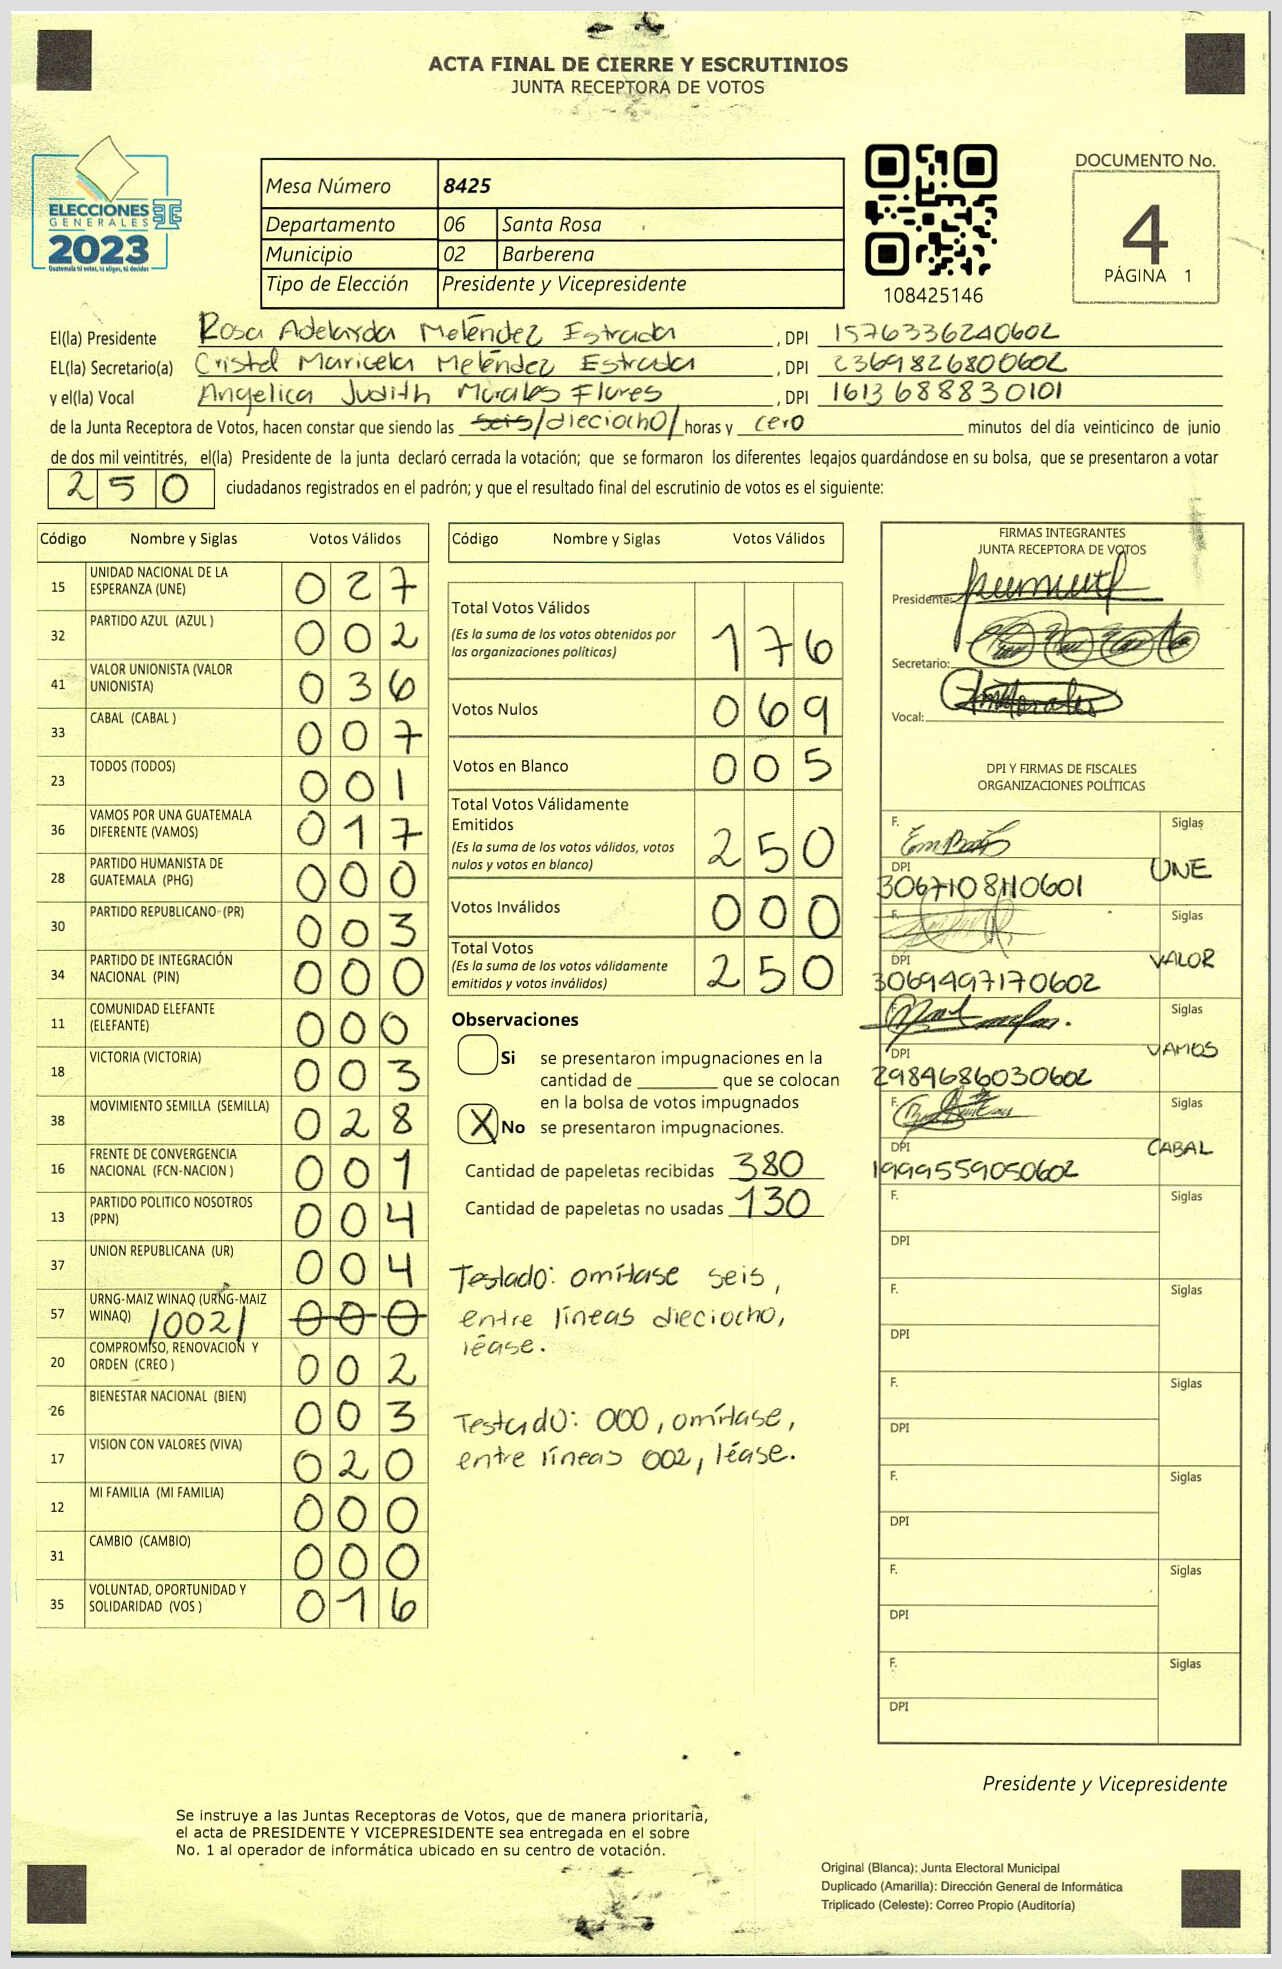 ACTA FINAL DE CIERRE Y ESCRUTINIOS
JUNTA RECEPTORA DE VOTOS
ELECCIONES
GENERALES
2023
Guatemala tú votas, tú eliges, tú decides
Mesa Número 8425
Departamento 06 Santa Rosa
Municipio 02 Barberena
Tipo de Elección Presidente y Vicepresidente
108425146
DOCUMENTO No.
4
PÁGINA 1
El(la) Presidente Rosa Adelarda Meléndez Estrada, DPI 1576336240602
EL(la) Secretario(a) Cristel Maricela Meléndez Estrada, DPI 2369826800602
y el(la) Vocal Angelica Judith Morales Flores, DPI 1613688830101
de la Junta Receptora de Votos, hacen constar que siendo las seis /dieciocho/ horas y cero minutos del día veinticinco de junio
de dos mil veintitrés, el(la) Presidente de la junta declaró cerrada la votación; que se formaron los diferentes legajos guardándose en su bolsa, que se presentaron a votar
250 ciudadanos registrados en el padrón; y que el resultado final del escrutinio de votos es el siguiente:
Código Nombre y Siglas Votos Válidos
15 UNIDAD NACIONAL DE LA ESPERANZA (UNE) 027
32 PARTIDO AZUL (AZUL ) 002
41 VALOR UNIONISTA (VALOR UNIONISTA) 036
33 CABAL (CABAL ) 007
23 TODOS (TODOS) 001
36 VAMOS POR UNA GUATEMALA DIFERENTE (VAMOS) 017
28 PARTIDO HUMANISTA DE GUATEMALA (PHG) 000
30 PARTIDO REPUBLICANO (PR) 003
34 PARTIDO DE INTEGRACIÓN NACIONAL (PIN) 000
11 COMUNIDAD ELEFANTE (ELEFANTE) 000
18 VICTORIA (VICTORIA) 003
38 MOVIMIENTO SEMILLA (SEMILLA) 028
16 FRENTE DE CONVERGENCIA NACIONAL (FCN-NACION ) 001
13 PARTIDO POLITICO NOSOTROS (PPN) 004
37 UNION REPUBLICANA (UR) 004
57 URNG-MAIZ WINAQ (URNG-MAIZ WINAQ) /002/ 000
20 COMPROMISO, RENOVACION Y ORDEN (CREO ) 002
26 BIENESTAR NACIONAL (BIEN) 003
17 VISION CON VALORES (VIVA) 020
12 MI FAMILIA (MI FAMILIA) 000
31 CAMBIO (CAMBIO) 000
35 VOLUNTAD, OPORTUNIDAD Y SOLIDARIDAD (VOS ) 016
Código Nombre y Siglas Votos Válidos
Total Votos Válidos
(Es la suma de los votos obtenidos por las organizaciones políticas) 176
Votos Nulos 069
Votos en Blanco 005
Total Votos Válidamente Emitidos
(Es la suma de los votos válidos, votos nulos y votos en blanco) 250
Votos Inválidos 000
Total Votos
(Es la suma de los votos válidamente emitidos y votos inválidos) 250
Observaciones
Si se presentaron impugnaciones en la
cantidad de ________ que se colocan
en la bolsa de votos impugnados
X No se presentaron impugnaciones.
Cantidad de papeletas recibidas 380
Cantidad de papeletas no usadas 130
Testado: omítase seis,
entre líneas dieciocho,
léase.
Testado: 000, omítase,
entre líneas 002, léase.
FIRMAS INTEGRANTES
JUNTA RECEPTORA DE VOTOS
Presidente:
Secretario:
Vocal:
DPI Y FIRMAS DE FISCALES
ORGANIZACIONES POLÍTICAS
F. Siglas
DPI UNE
3067108110601
F. Siglas
DPI VALOR
3069497170602
F. Siglas
DPI VAMOS
2984686030602
F. Siglas
DPI CABAL
1999559050602
F. Siglas
DPI
F. Siglas
DPI
F. Siglas
DPI
F. Siglas
DPI
F. Siglas
DPI
F. Siglas
DPI
Presidente y Vicepresidente
Se instruye a las Juntas Receptoras de Votos, que de manera prioritaria,
el acta de PRESIDENTE Y VICEPRESIDENTE sea entregada en el sobre
No. 1 al operador de informática ubicado en su centro de votación.
Original (Blanca): Junta Electoral Municipal
Duplicado (Amarilla): Dirección General de Informática
Triplicado (Celeste): Correo Propio (Auditoría)